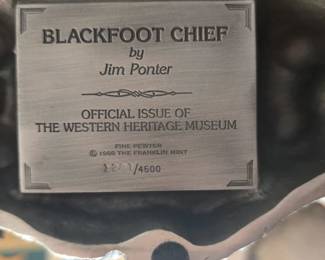 BLACKFOOT CHIEF
by
Jim Ponter
OFFICIAL ISSUE OF
THE WESTERN HERITAGE MUSEUM
FINE PEWTER
THE FRANKLIN MINT
/4500